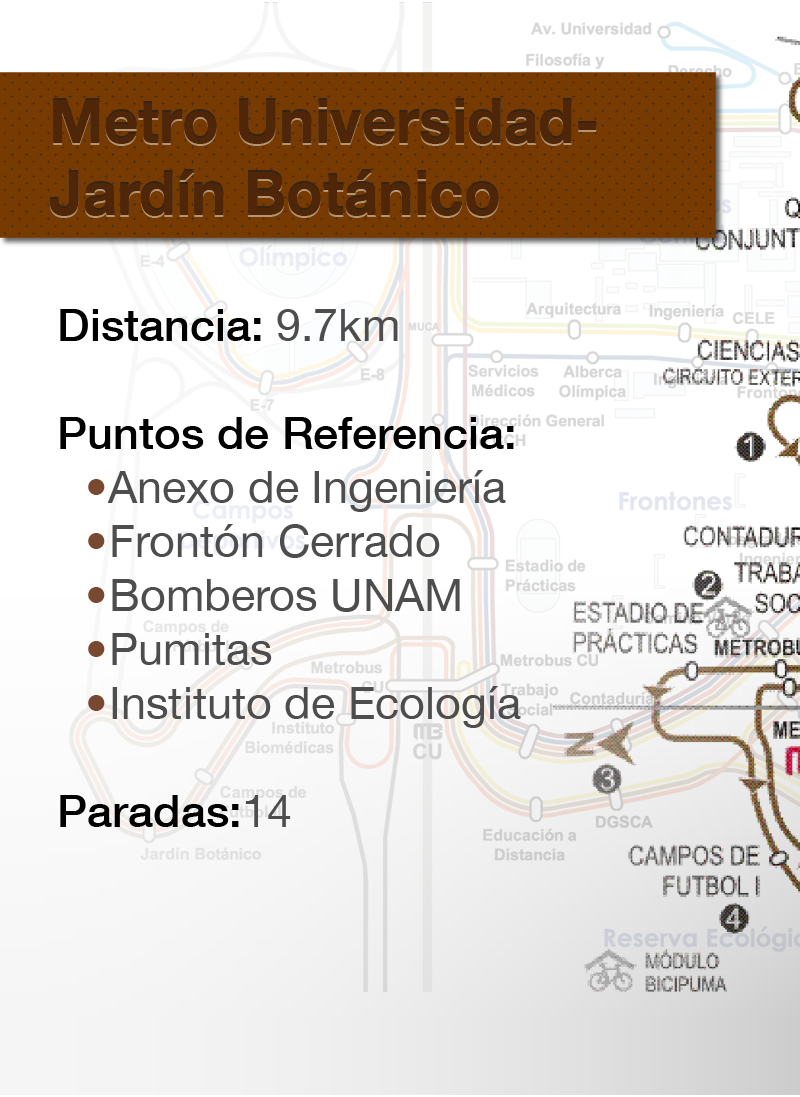 Av. Universidad
Filosofía y
Derecho
Metro Universidad-
Jardín Botánico
CONJUNT
E-4
Olímpico
Distancia: 9.7km
MUCA
Arquitectura
Ingeniería
CELE
CIENCIAS
CIRCUITO EXTER
E-8
E-7
Servicios
Médicos
Alberca
Olímpica
Dirección General
Puntos de Referencia:
1
•Anexo de Ingeniería
Campos
Frontones
•Frontón Cerrado
CONTADUR
2
TRABA
SOC
•Bomberos UNAM
Estadio de
Prácticas
ESTADIO DE
PRÁCTICAS
METROBU
Campos de
•Pumitas
Metrobus
CU
Metrobus CU
•Instituto de Ecología
Trabajo
Social
Contaduría
Instituto
Biomédicas
MB
CU
ME
Z
3
Campos de
Paradas:14
DGSCA
Educación a
Distancia
Jardín Botánico
CAMPOS DE
FUTBOL I
4
Reserva Ecológic
MÓDULO
BICIPUMA